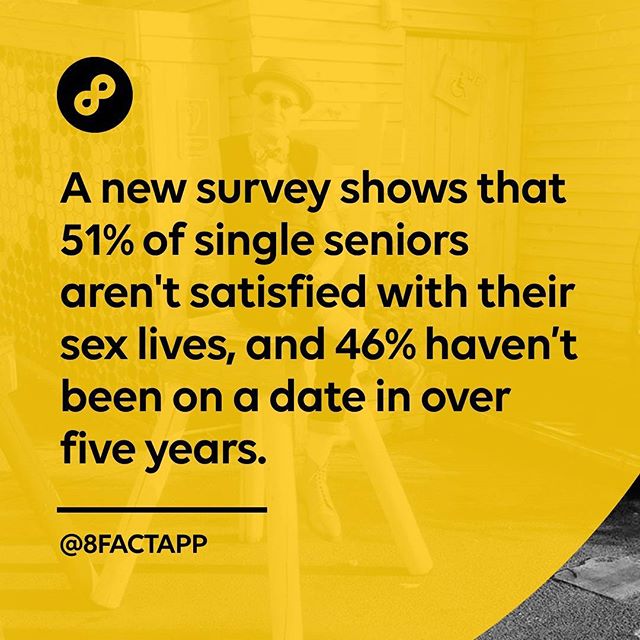 A new survey shows that
51% of single seniors
aren't satisfied with their
sex lives, and 46% haven’t
been on a date in over
five years.
@8FACTAPP